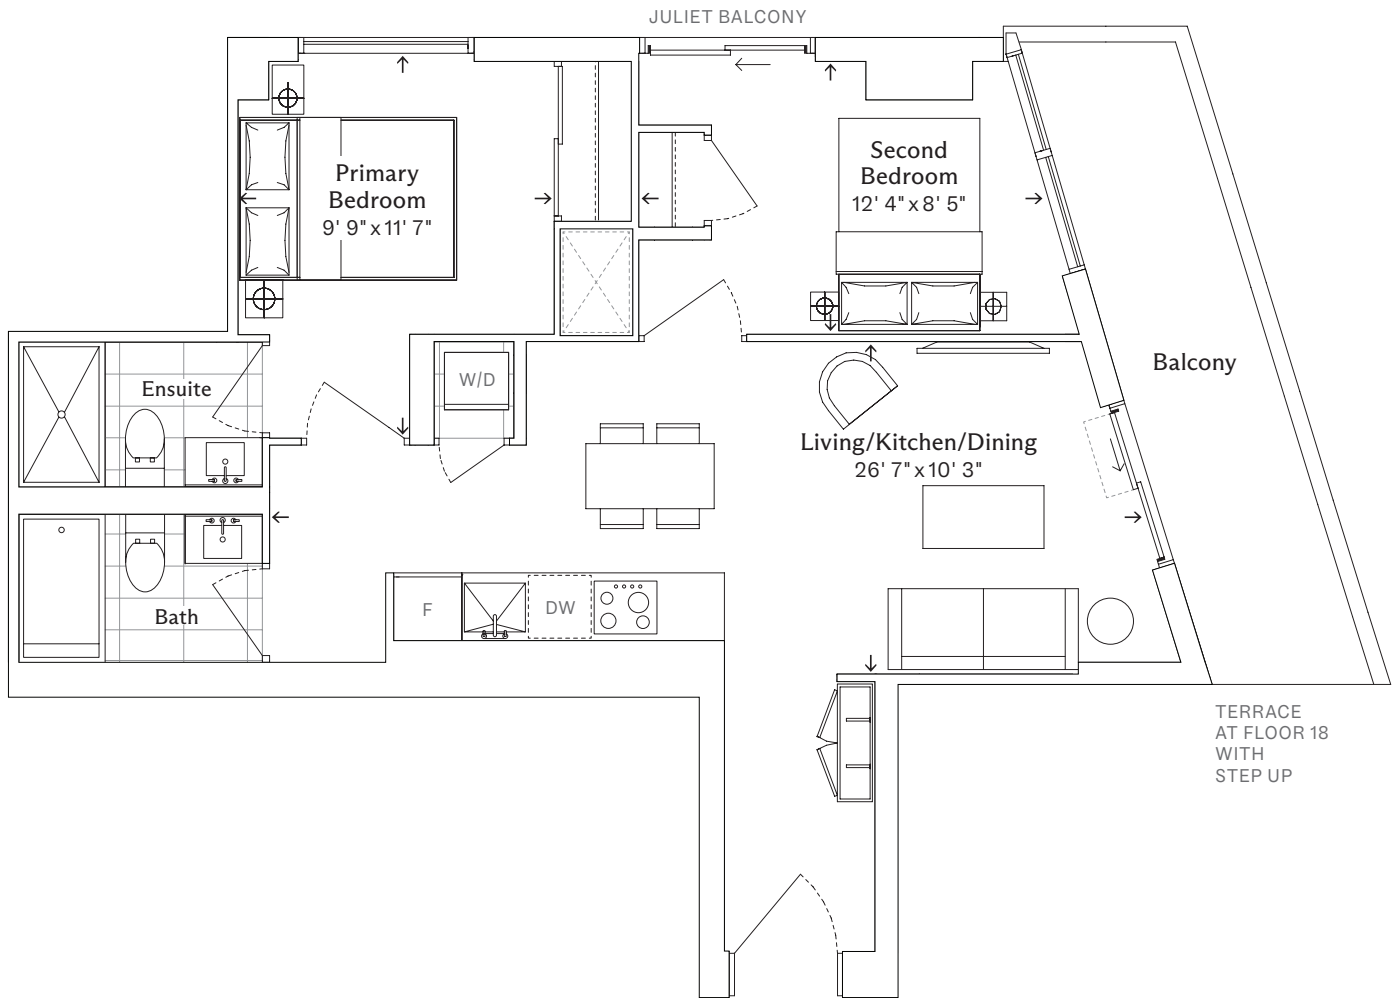 JULIET BALCONY
Primary
Bedroom
9' 9" x 11' 7"
Second
Bedroom
12' 4" x 8' 5"
Balcony
Ensuite
W/D
Living/Kitchen/Dining
26' 7" x 10' 3"
Bath
F
DW
TERRACE
AT FLOOR 18
WITH
STEP UP